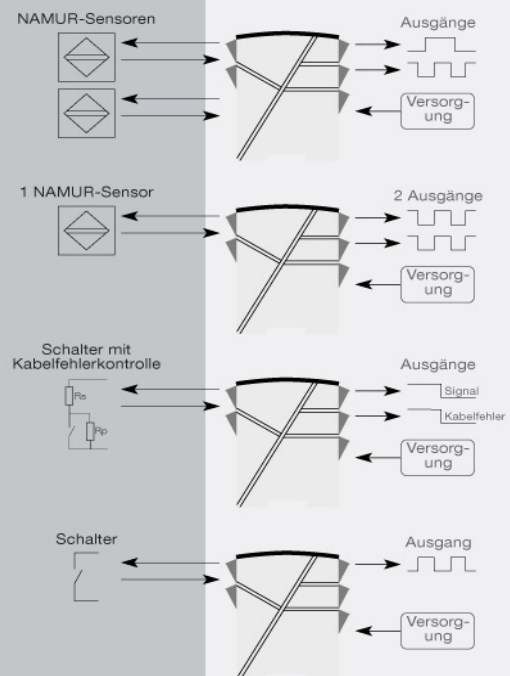 NAMUR-Sensoren
Ausgänge
Versorg-
ung
1 NAMUR-Sensor
2 Ausgänge
Versorg-
ung
Schalter mit
Kabelfehlerkontrolle
Rs
Rp
Ausgänge
Signal
Kabelfehler
Versorg-
ung
Schalter
Ausgang
Versorg-
ung